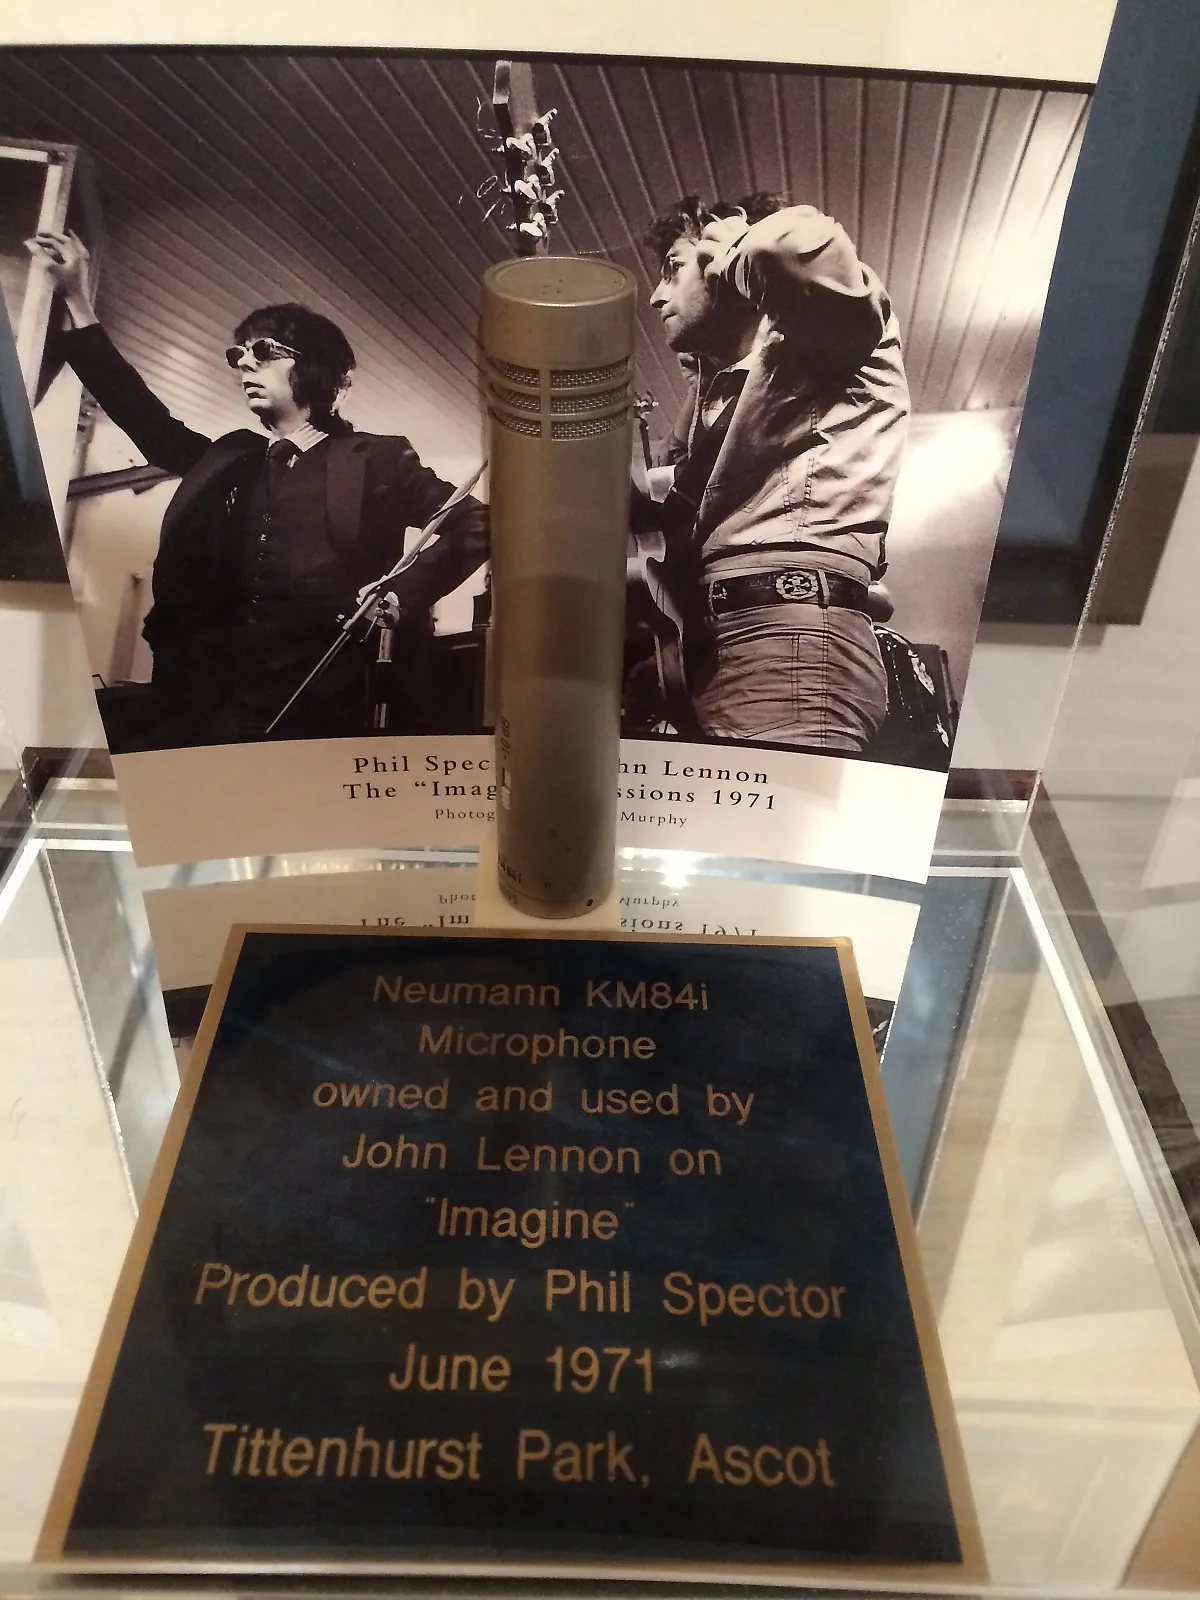 Phil Spec hn Lennon
The “Imag ssions 1971
Photog Murphy
Neumann KM84i
Microphone
owned and used by
John Lennon on
"Imagine"
Produced by Phil Spector
June 1971
Tittenhurst Park, Ascot